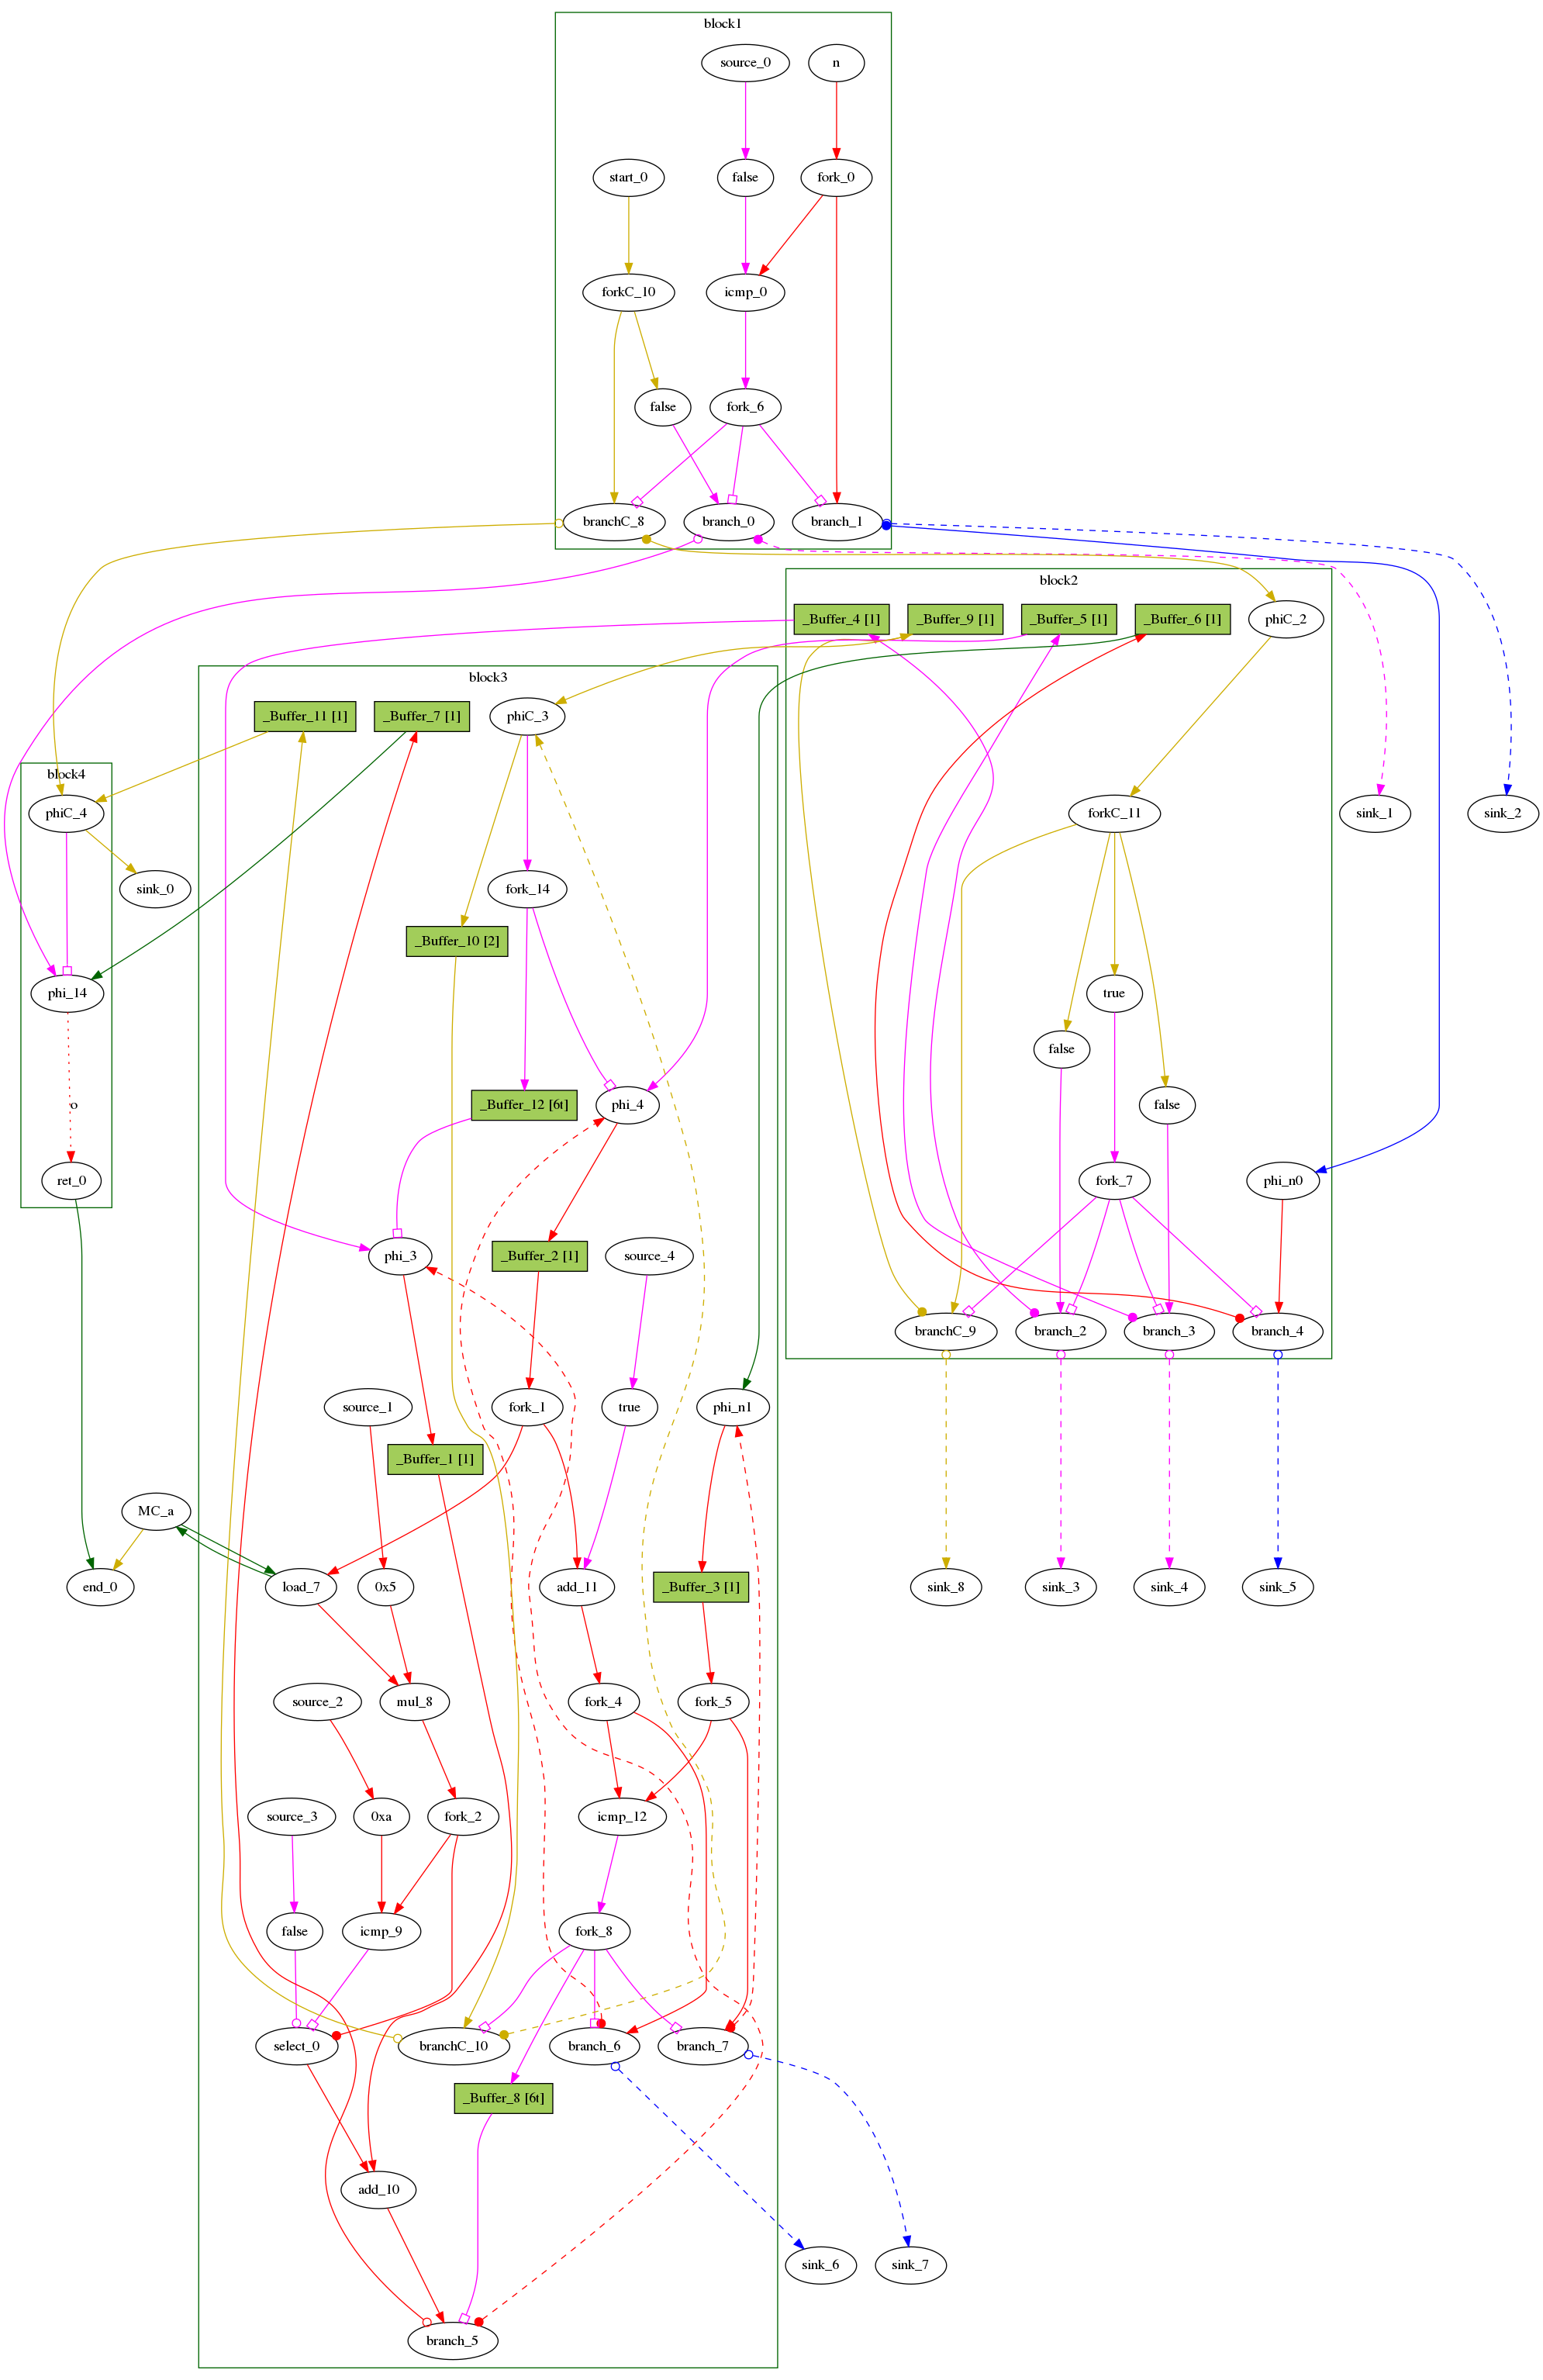 block1
source_0
n
start_0
false
fork_0
forkC_10
icmp_0
false
fork_6
branchC_8
branch_0
branch_1
block2
_Buffer_4 [1]
_Buffer_9 [1]
_Buffer_5 [1]
_Buffer_6 [1]
phiC_2
block3
_Buffer_11 [1]
_Buffer_7 [1]
phiC_3
block4
phiC_4
forkC_11
sink_1
sink_2
sink_0
fork_14
_Buffer_10 [2]
phi_14
true
false
_Buffer_12 [6t]
phi_4
false
o
ret_0
fork_7
phi_n0
phi_3
_Buffer_2 [1]
source_4
branchC_9
branch_2
branch_3
branch_4
source_1
fork_1
true
phi_n1
_Buffer_1 [1]
MC_a
end_0
load_7
0x5
add_11
_Buffer_3 [1]
sink_8
sink_3
sink_4
sink_5
source_2
mul_8
fork_4
fork_5
source_3
0xa
fork_2
icmp_12
false
icmp_9
fork_8
select_0
branchC_10
branch_6
branch_7
_Buffer_8 [6t]
add_10
sink_6
sink_7
branch_5